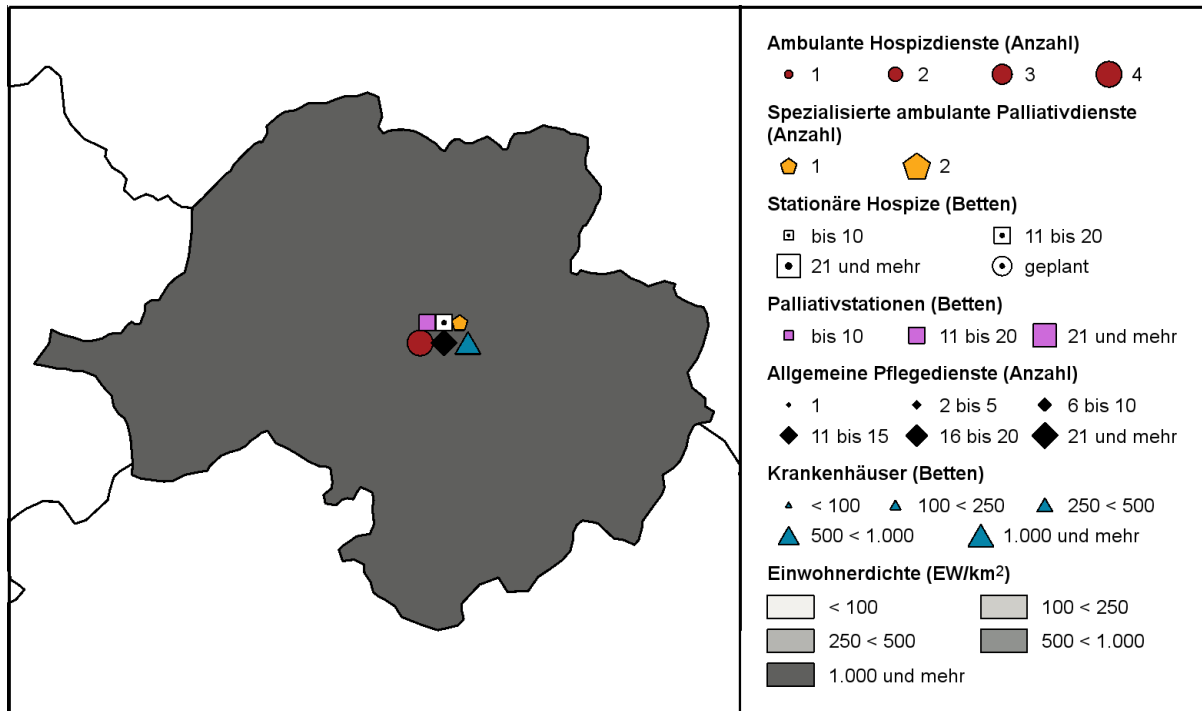 Ambulante Hospizdienste (Anzahl)
1 2 3 4
Spezialisierte ambulante Palliativdienste
(Anzahl)
1 2
Stationäre Hospize (Betten)
bis 10 11 bis 20
21 und mehr geplant
Palliativstationen (Betten)
bis 10 11 bis 20 21 und mehr
Allgemeine Pflegedienste (Anzahl)
1 2 bis 5 6 bis 10
11 bis 15 16 bis 20 21 und mehr
Krankenhäuser (Betten)
< 100 100 < 250 250 < 500
500 < 1.000 1.000 und mehr
Einwohnerdichte (EW/km²)
< 100 100 < 250
250 < 500 500 < 1.000
1.000 und mehr